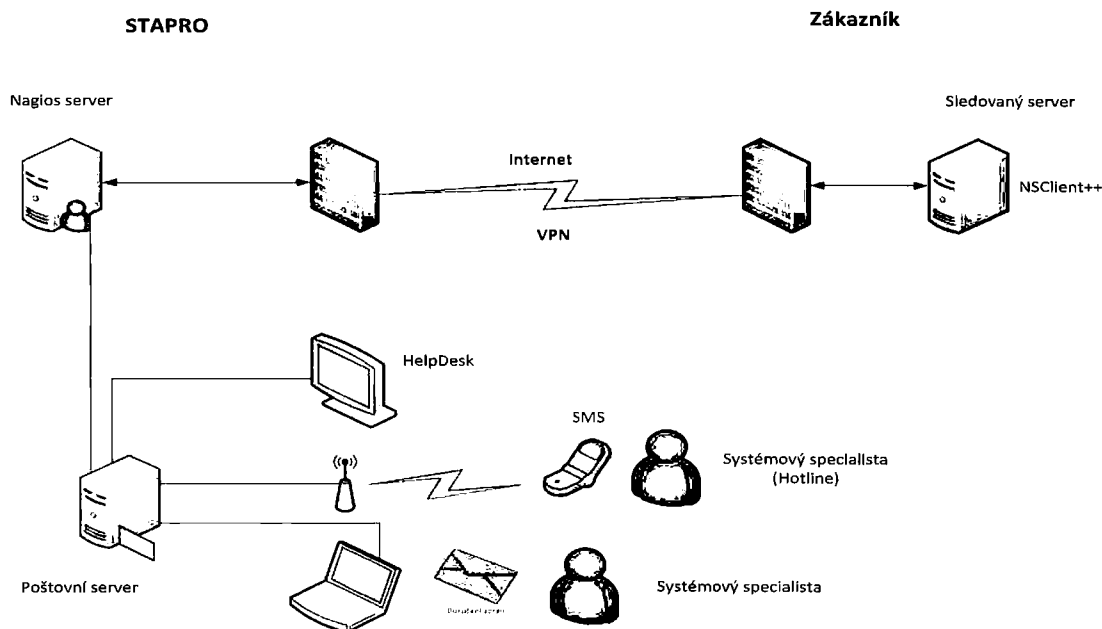 STAPRO
Zákazník
Nagios server
Sledovaný server
Internet
NSClient++
VPN
HelpDesk
SMS
Systémový specialista
(Hotline)
Poštovní server
Systémový specialista